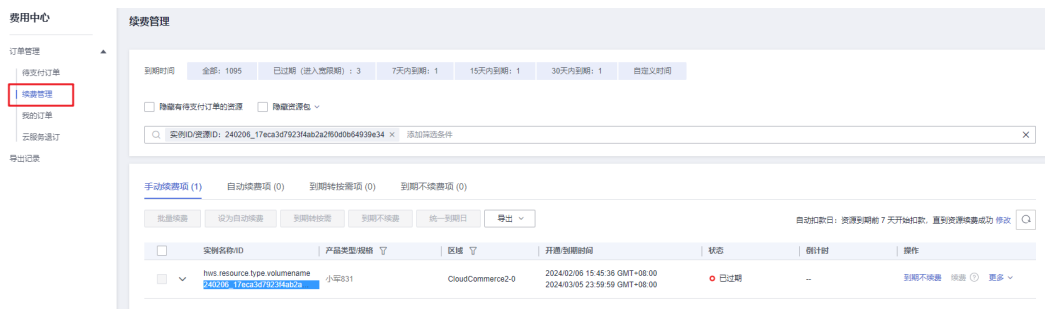 费用中心
订单管理
待支付订单
续费管理
我的订单
云服务退订
导出记录
续费管理
到期时间 全部：1095 已过期（进入宽限期）：3 7天内到期：1 15天内到期：1 30天内到期：1 自定义时间
隐藏有待支付订单的资源 隐藏资源包
实例ID/资源ID：240206_17eca3d7923f4ab2a2f60d0b64939e34 × 添加筛选条件
手动续费项 (1) 自动续费项 (0) 到期转按需项 (0) 到期不续费项 (0)
批量续费 设为自动续费 到期转按需 到期不续费 统一到期日 导出
自动扣款日：资源到期前 7 天开始扣款，直到资源续费成功 修改
实例名称/ID 产品类型/规格 区域 开通/到期时间 状态 倒计时 操作
hws.resource.type.volumename 小军831 CloudCommerce2-0 2024/02/06 15:45:36 GMT+08:00 已过期 -- 到期不续费 续费 更多
240206_17eca3d7923f4ab2a 2024/03/05 23:59:59 GMT+08:00